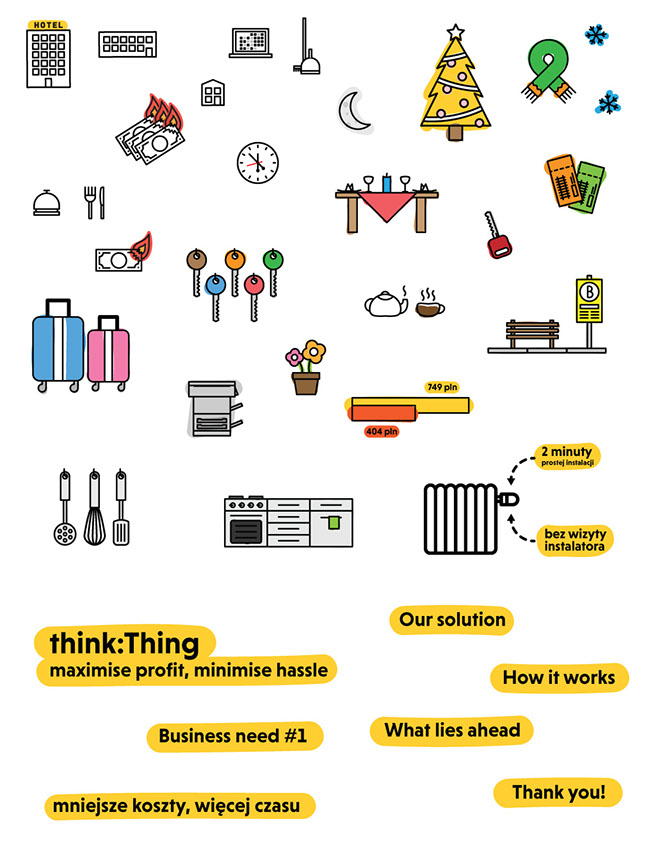 HOTEL
B
749 pln
404 pln
2 minuty
prostej instalacji
bez wizyty
instalatora
think:Thing
maximise profit, minimise hassle
Our solution
How it works
Business need #1
What lies ahead
mniejsze koszty, więcej czasu
Thank you!